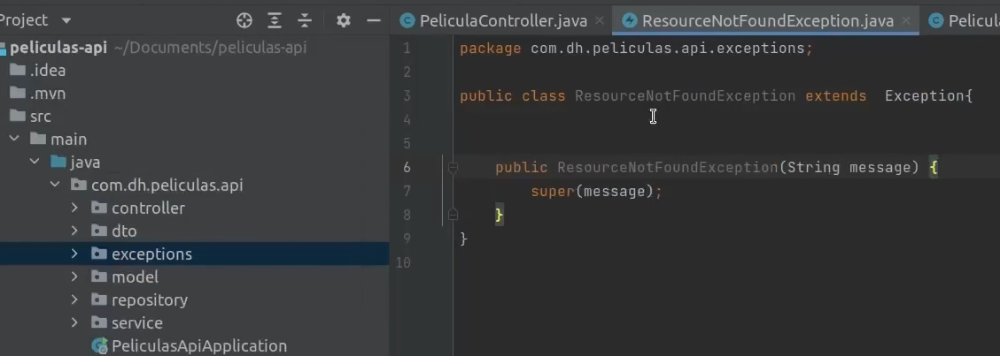 Project
PeliculaController.java
ResourceNotFoundException.java
Pelicul
peliculas-api ~/Documents/peliculas-api
.idea
.mvn
src
main
java
com.dh.peliculas.api
controller
dto
exceptions
model
repository
service
PeliculasApiApplication
1 package com.dh.peliculas.api.exceptions;
2
3 public class ResourceNotFoundException extends  Exception{
4
5
6 public ResourceNotFoundException(String message) {
7 super(message);
8 }
9 }
10